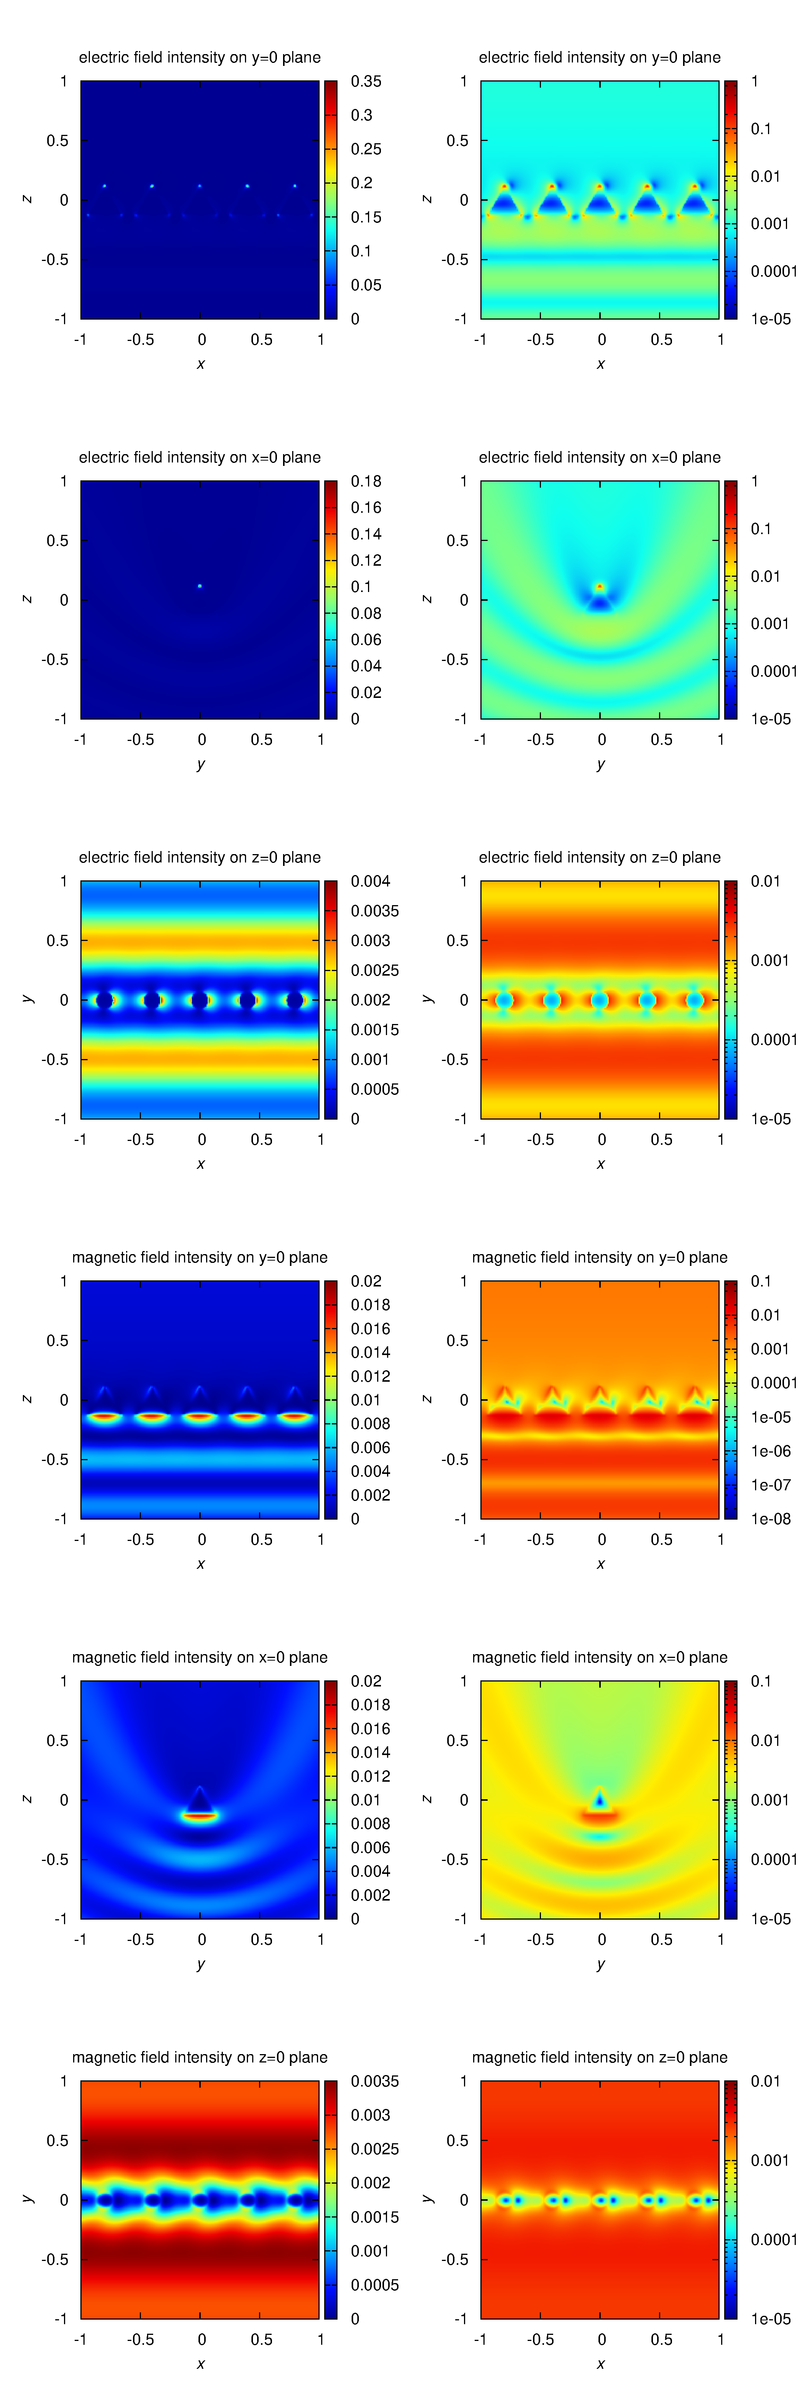 electric field intensity on y=0 plane electric field intensity on y=0 plane
1 0.35 1 1
0.3
0.5 0.25 0.5 0.1
0.2 0.01
z 0 0.15 z 0 0.001
-0.5 0.1 -0.5 0.0001
0.05
-1 0 -1 1e-05
-1 -0.5 0 0.5 1 -1 -0.5 0 0.5 1
x x
electric field intensity on x=0 plane electric field intensity on x=0 plane
1 0.18 1 1
0.16
0.5 0.14 0.5 0.1
0.12
0.1 0.01
z 0 0.08 z 0 0.001
0.06
-0.5 0.04 -0.5 0.0001
0.02
-1 0 -1 1e-05
-1 -0.5 0 0.5 1 -1 -0.5 0 0.5 1
y y
electric field intensity on z=0 plane electric field intensity on z=0 plane
1 0.004 1 0.01
0.0035
0.5 0.003 0.5 0.001
0.0025
y 0 0.002 y 0
0.0015 0.0001
-0.5 0.001 -0.5
0.0005
-1 0 -1 1e-05
-1 -0.5 0 0.5 1 -1 -0.5 0 0.5 1
x x
magnetic field intensity on y=0 plane magnetic field intensity on y=0 plane
1 0.02 1 0.1
0.018 0.01
0.5 0.016 0.5 0.001
0.014
0.012 0.0001
z 0 0.01 z 0 1e-05
0.008
-0.5 0.006 -0.5 1e-06
0.004 1e-07
0.002
-1 0 -1 1e-08
-1 -0.5 0 0.5 1 -1 -0.5 0 0.5 1
x x
magnetic field intensity on x=0 plane magnetic field intensity on x=0 plane
1 0.02 1 0.1
0.018
0.5 0.016 0.5 0.01
0.014
0.012
z 0 0.01 z 0 0.001
0.008
-0.5 0.006 -0.5 0.0001
0.004
0.002
-1 0 -1 1e-05
-1 -0.5 0 0.5 1 -1 -0.5 0 0.5 1
y y
magnetic field intensity on z=0 plane magnetic field intensity on z=0 plane
1 0.0035 1 0.01
0.003
0.5 0.0025 0.5 0.001
0.002
y 0 0.0015 y 0
0.001 0.0001
-0.5 0.0005 -0.5
-1 0 -1 1e-05
-1 -0.5 0 0.5 1 -1 -0.5 0 0.5 1
x x